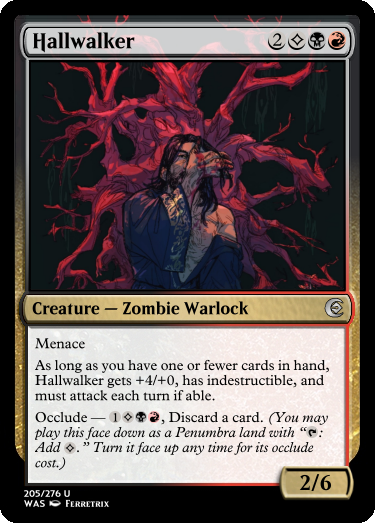 Hallwalker 2
Creature — Zombie Warlock
Menace
As long as you have one or fewer cards in hand,
Hallwalker gets +4/+0, has indestructible, and
must attack each turn if able.
Occlude — 1, Discard a card. (You may
play this face down as a Penumbra land with “T:
Add .” Turn it face up any time for its occlude
cost.)
2/6
205/276 U
WAS Ferretrix